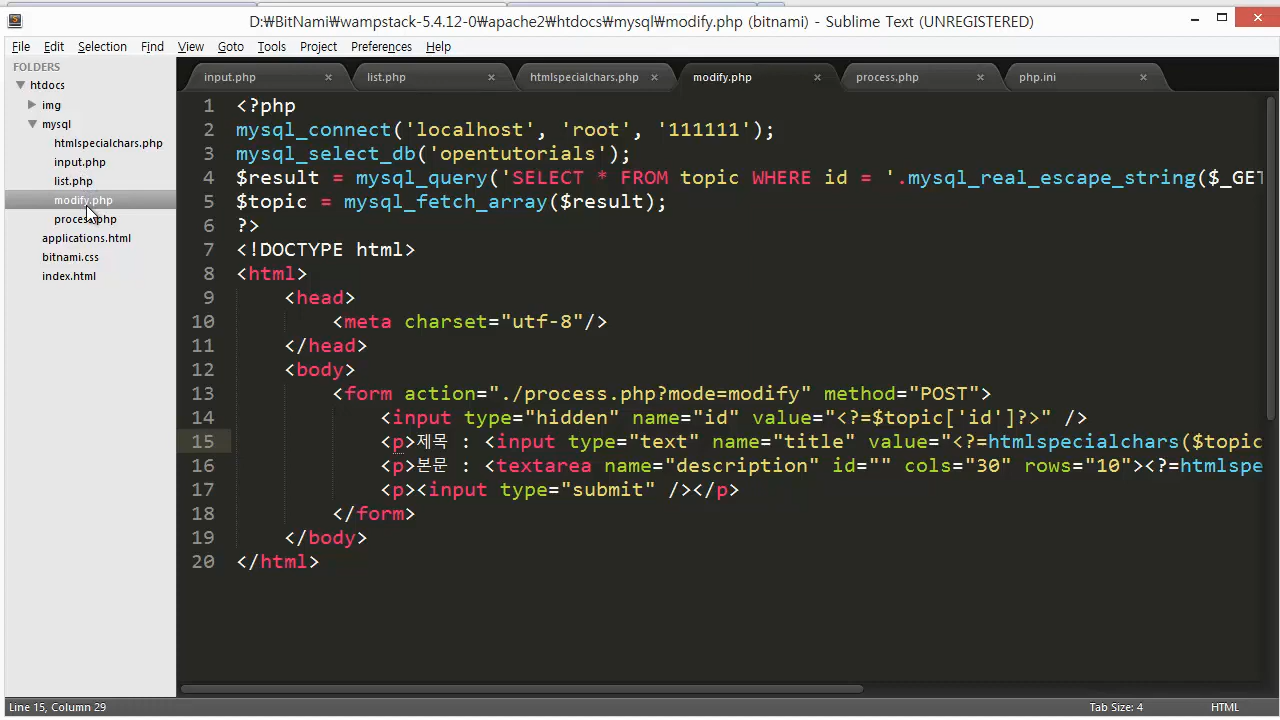 D:₩BitNami₩wampstack-5.4.12-0₩apache2₩htdocs₩mysql₩modify.php (bitnami) - Sublime Text (UNREGISTERED)
File Edit Selection Find View Goto Tools Project Preferences Help
FOLDERS
htdocs
img
mysql
htmlspecialchars.php
input.php
list.php
modify.php
process.php
applications.html
bitnami.css
index.html
input.php × list.php × htmlspecialchars.php × modify.php × process.php × php.ini ×
1 <?php
2 mysql_connect('localhost', 'root', '111111');
3 mysql_select_db('opentutorials');
4 $result = mysql_query('SELECT * FROM topic WHERE id = '.mysql_real_escape_string($_GET
5 $topic = mysql_fetch_array($result);
6 ?>
7 <!DOCTYPE html>
8 <html>
9 <head>
10 <meta charset="utf-8"/>
11 </head>
12 <body>
13 <form action="./process.php?mode=modify" method="POST">
14 <input type="hidden" name="id" value="<?=$topic['id']?>" />
15 <p>제목 : <input type="text" name="title" value="<?=htmlspecialchars($topic
16 <p>본문 : <textarea name="description" id="" cols="30" rows="10"><?=htmlspe
17 <p><input type="submit" /></p>
18 </form>
19 </body>
20 </html>
Line 15, Column 29
Tab Size: 4
HTML